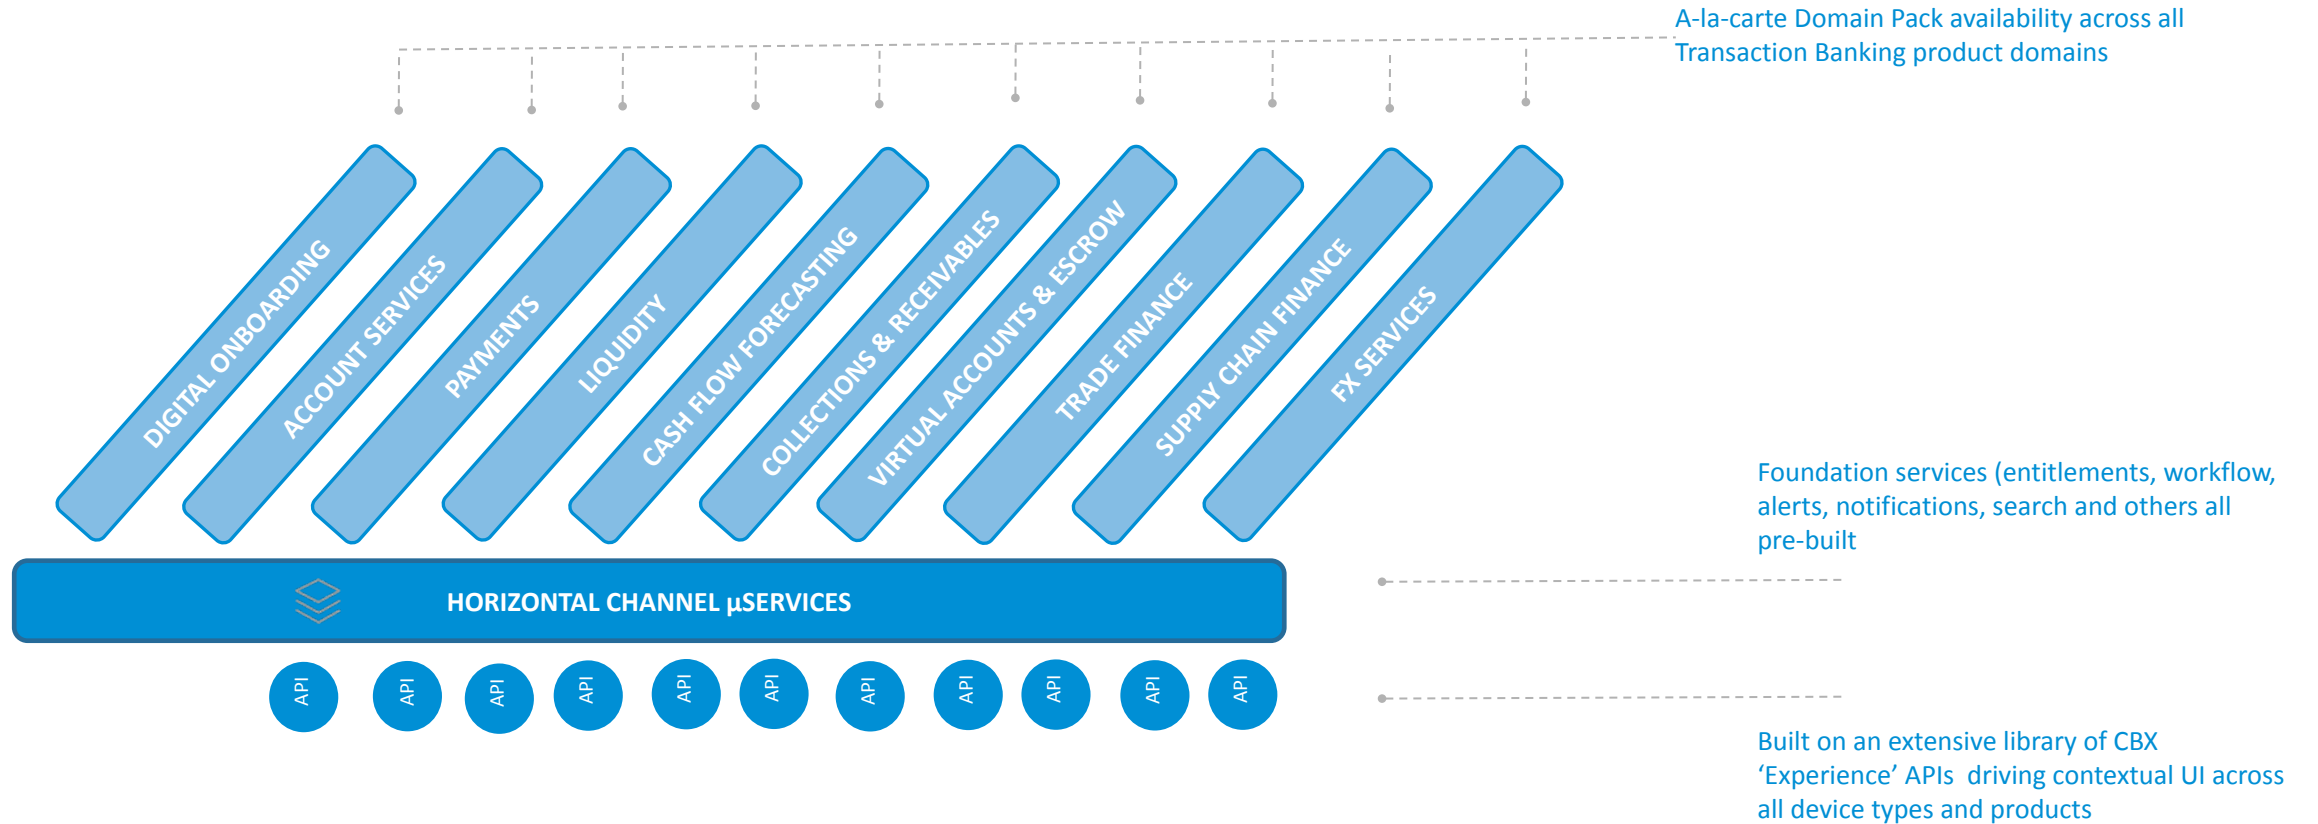 A-la-carte Domain Pack availability across all
Transaction Banking product domains
DIGITAL ONBOARDING
ACCOUNT SERVICES
PAYMENTS
LIQUIDITY
CASH FLOW FORECASTING
COLLECTIONS & RECEIVABLES
VIRTUAL ACCOUNTS & ESCROW
TRADE FINANCE
SUPPLY CHAIN FINANCE
FX SERVICES
Foundation services (entitlements, workflow,
alerts, notifications, search and others all
pre-built
HORIZONTAL CHANNEL µSERVICES
API
API
API
API
API
API
API
API
API
API
API
Built on an extensive library of CBX
‘Experience’ APIs  driving contextual UI across
all device types and products